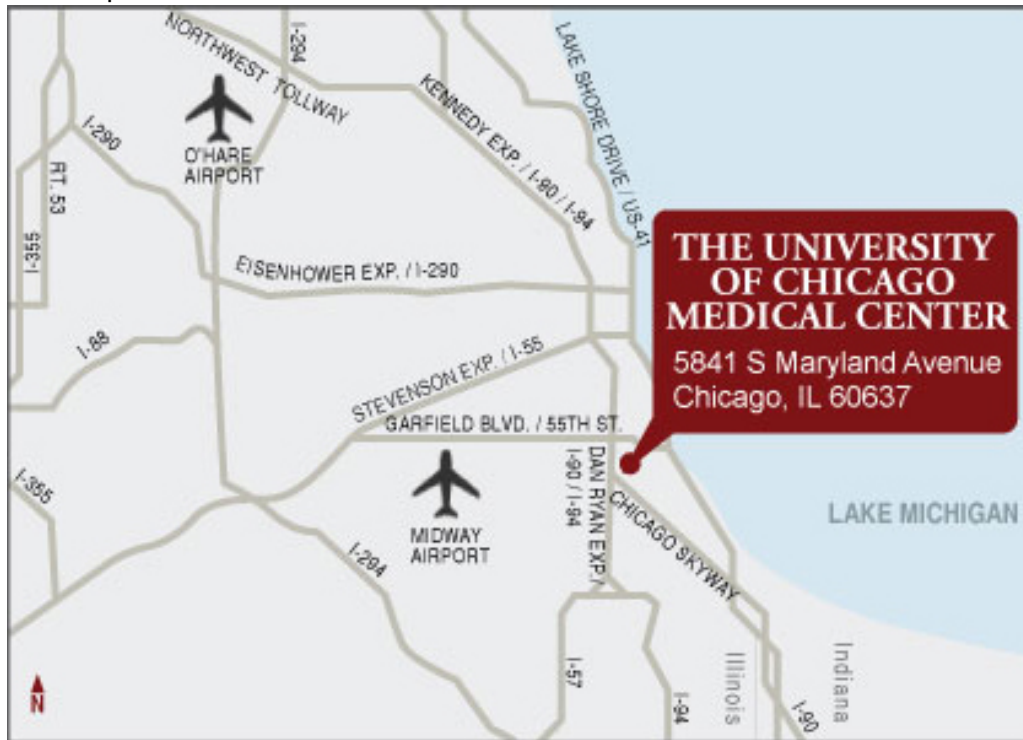 I-294
NORTHWEST TOLLWAY
LAKE SHORE DRIVE / US-41
KENNEDY EXP. / I-90 / I-94
I-290
O'HARE
AIRPORT
RT. 53
I-355
EISENHOWER EXP. / I-290
THE UNIVERSITY
OF CHICAGO
MEDICAL CENTER
5841 S Maryland Avenue
Chicago, IL 60637
I-88
STEVENSON EXP. / I-55
GARFIELD BLVD. / 55TH ST.
I-355
DAN RYAN EXP./
I-90 / I-94
CHICAGO SKYWAY
LAKE MICHIGAN
MIDWAY
AIRPORT
I-294
I-57
I-94
Illinois
Indiana
I-90
N